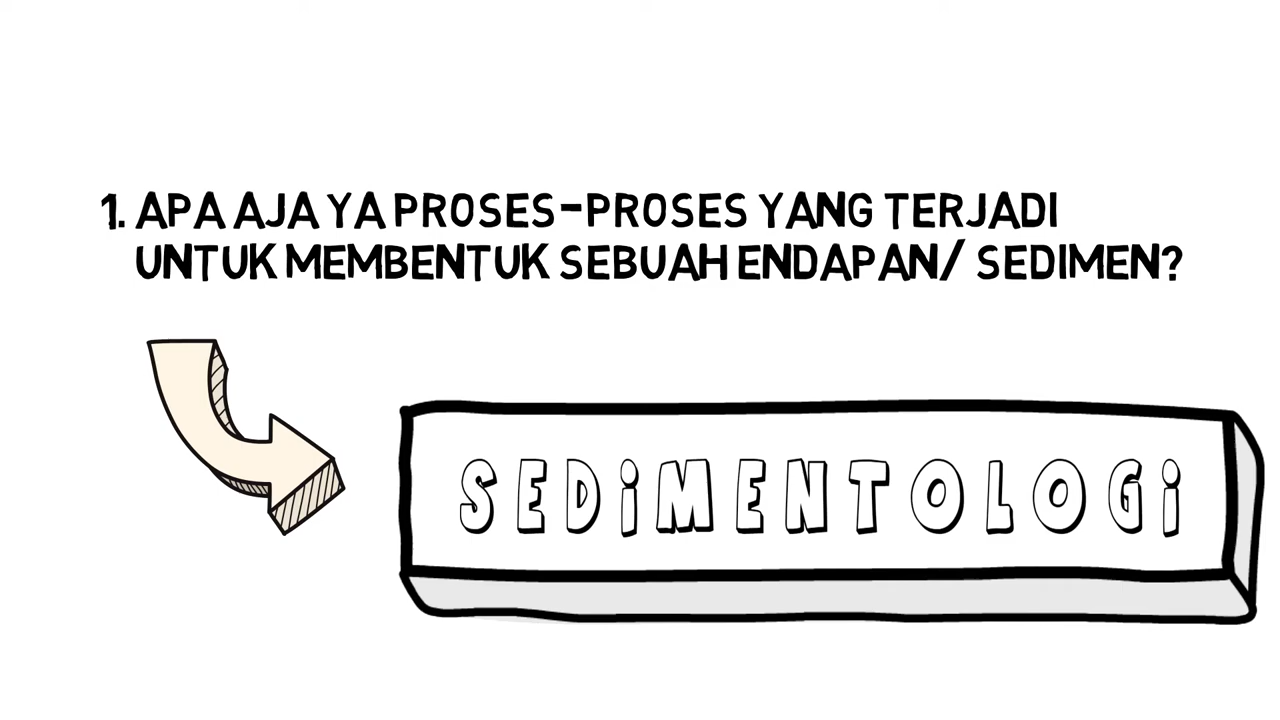 1. APA AJA YA PROSES-PROSES YANG TERJADI
UNTUK MEMBENTUK SEBUAH ENDAPAN/ SEDIMEN?
SEDIMENTOLOGI